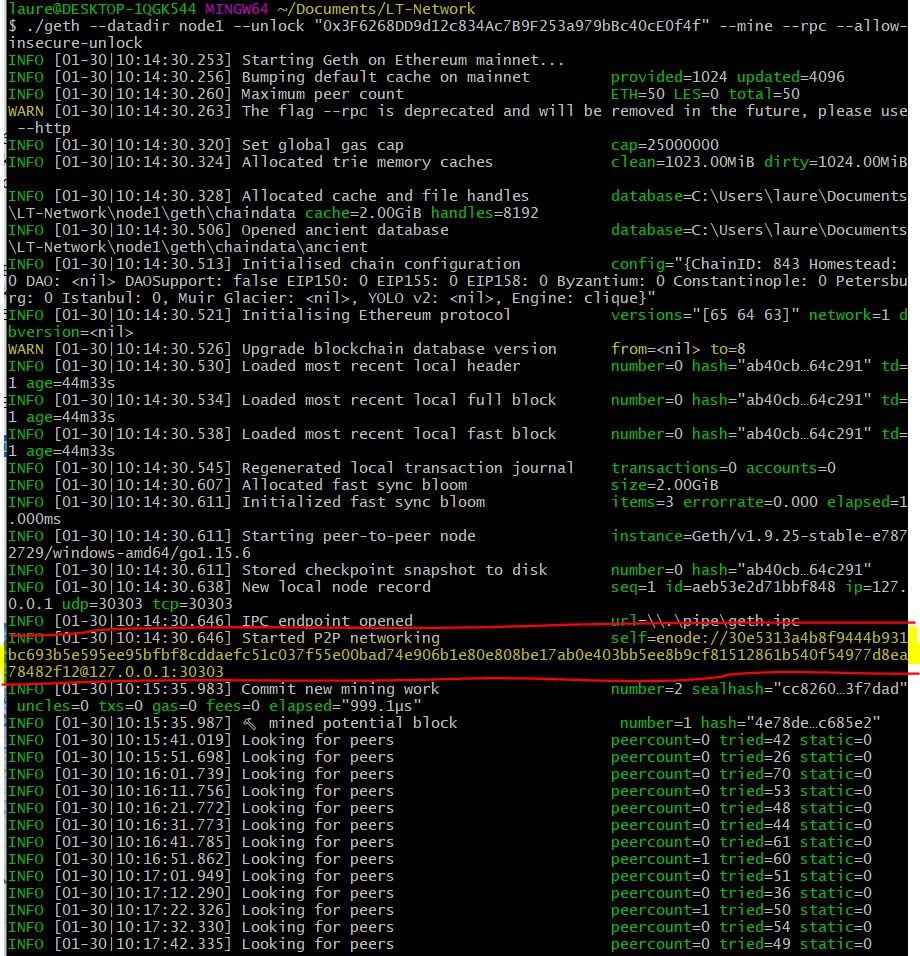 laure@DESKTOP-1QGK544 MINGW64 ~/Documents/LT-Network
$ ./geth --datadir node1 --unlock "0x3F6268DD9d12c834Ac7B9F253a979bBc40cE0f4f" --mine --rpc --allow-
insecure-unlock
INFO [01-30|10:14:30.253] Starting Geth on Ethereum mainnet...
INFO [01-30|10:14:30.256] Bumping default cache on mainnet provided=1024 updated=4096
INFO [01-30|10:14:30.260] Maximum peer count ETH=50 LES=0 total=50
WARN [01-30|10:14:30.263] The flag --rpc is deprecated and will be removed in the future, please use
--http
INFO [01-30|10:14:30.320] Set global gas cap cap=25000000
INFO [01-30|10:14:30.324] Allocated trie memory caches clean=1023.00MiB dirty=1024.00MiB
INFO [01-30|10:14:30.328] Allocated cache and file handles database=C:\Users\laure\Documents
\LT-Network\node1\geth\chaindata cache=2.00GiB handles=8192
INFO [01-30|10:14:30.506] Opened ancient database database=C:\Users\laure\Documents
\LT-Network\node1\geth\chaindata\ancient
INFO [01-30|10:14:30.513] Initialised chain configuration config="{ChainID: 843 Homestead:
0 DAO: <nil> DAOSupport: false EIP150: 0 EIP155: 0 EIP158: 0 Byzantium: 0 Constantinople: 0 Petersbu
rg: 0 Istanbul: 0, Muir Glacier: <nil>, YOLO v2: <nil>, Engine: clique}"
INFO [01-30|10:14:30.521] Initialising Ethereum protocol versions="[65 64 63]" network=1 d
bversion=<nil>
WARN [01-30|10:14:30.526] Upgrade blockchain database version from=<nil> to=8
INFO [01-30|10:14:30.530] Loaded most recent local header number=0 hash="ab40cb…64c291" td=
1 age=44m33s
INFO [01-30|10:14:30.534] Loaded most recent local full block number=0 hash="ab40cb…64c291" td=
1 age=44m33s
INFO [01-30|10:14:30.538] Loaded most recent local fast block number=0 hash="ab40cb…64c291" td=
1 age=44m33s
INFO [01-30|10:14:30.545] Regenerated local transaction journal transactions=0 accounts=0
INFO [01-30|10:14:30.607] Allocated fast sync bloom size=2.00GiB
INFO [01-30|10:14:30.611] Initialized fast sync bloom items=3 errorrate=0.000 elapsed=1
.000ms
INFO [01-30|10:14:30.611] Starting peer-to-peer node instance=Geth/v1.9.25-stable-e787
2729/windows-amd64/go1.15.6
INFO [01-30|10:14:30.611] Stored checkpoint snapshot to disk number=0 hash="ab40cb…64c291"
INFO [01-30|10:14:30.638] New local node record seq=1 id=aeb53e2d71bbf848 ip=127.
0.0.1 udp=30303 tcp=30303
INFO [01-30|10:14:30.646] IPC endpoint opened url=\\.\pipe\geth.ipc
INFO [01-30|10:14:30.646] Started P2P networking self=enode://30e5313a4b8f9444b931
bc693b5e595ee95bfbf8cddaefc51c037f55e00bad74e906b1e80e808be17ab0e403bb5ee8b9cf81512861b540f54977d8ea
78482f12@127.0.0.1:30303
INFO [01-30|10:15:35.983] Commit new mining work number=2 sealhash="cc8260…3f7dad"
uncles=0 txs=0 gas=0 fees=0 elapsed="999.1µs"
INFO [01-30|10:15:35.987] 🔨 mined potential block number=1 hash="4e78de…c685e2"
INFO [01-30|10:15:41.019] Looking for peers peercount=0 tried=42 static=0
INFO [01-30|10:15:51.698] Looking for peers peercount=0 tried=26 static=0
INFO [01-30|10:16:01.739] Looking for peers peercount=0 tried=70 static=0
INFO [01-30|10:16:11.756] Looking for peers peercount=0 tried=53 static=0
INFO [01-30|10:16:21.772] Looking for peers peercount=0 tried=48 static=0
INFO [01-30|10:16:31.773] Looking for peers peercount=0 tried=44 static=0
INFO [01-30|10:16:41.785] Looking for peers peercount=0 tried=61 static=0
INFO [01-30|10:16:51.862] Looking for peers peercount=1 tried=60 static=0
INFO [01-30|10:17:01.949] Looking for peers peercount=0 tried=51 static=0
INFO [01-30|10:17:12.290] Looking for peers peercount=0 tried=36 static=0
INFO [01-30|10:17:22.326] Looking for peers peercount=1 tried=50 static=0
INFO [01-30|10:17:32.330] Looking for peers peercount=0 tried=54 static=0
INFO [01-30|10:17:42.335] Looking for peers peercount=0 tried=49 static=0